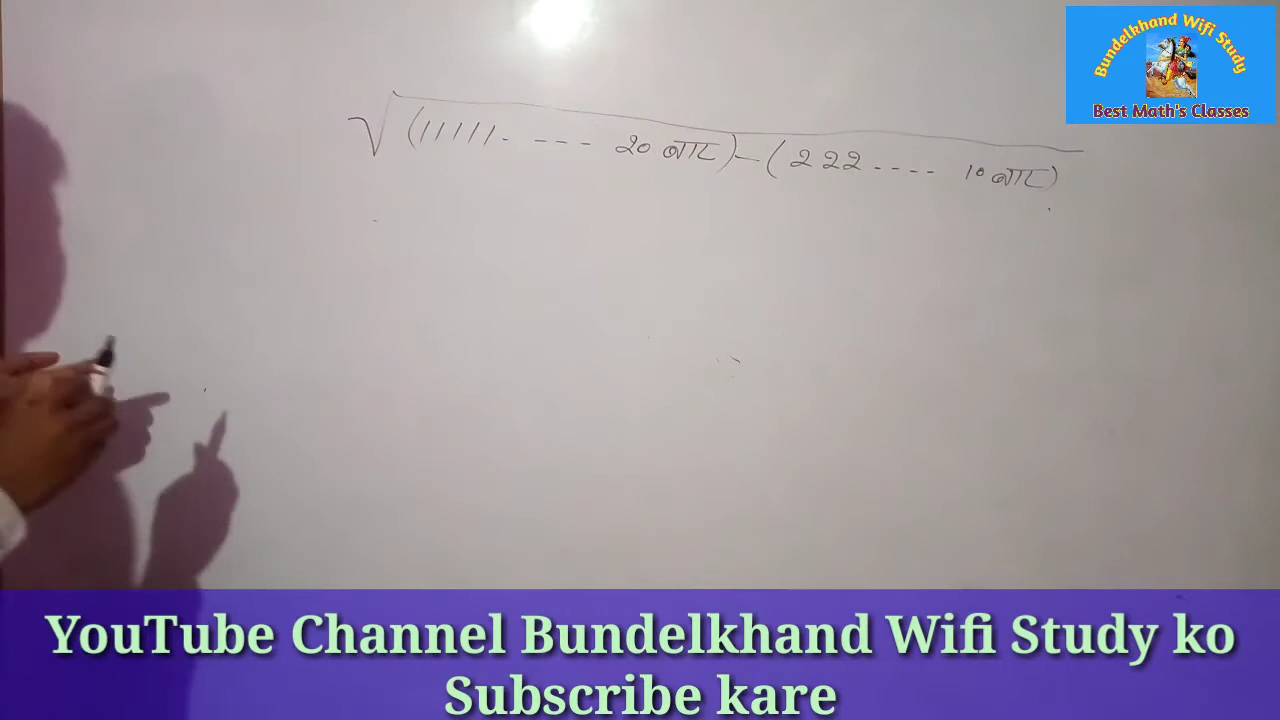 Bundelkhand Wifi Study
Best Math's Classes
√(11111. --- 20 बार) - (222 ---- 10 बार)
YouTube Channel Bundelkhand Wifi Study ko
Subscribe kare